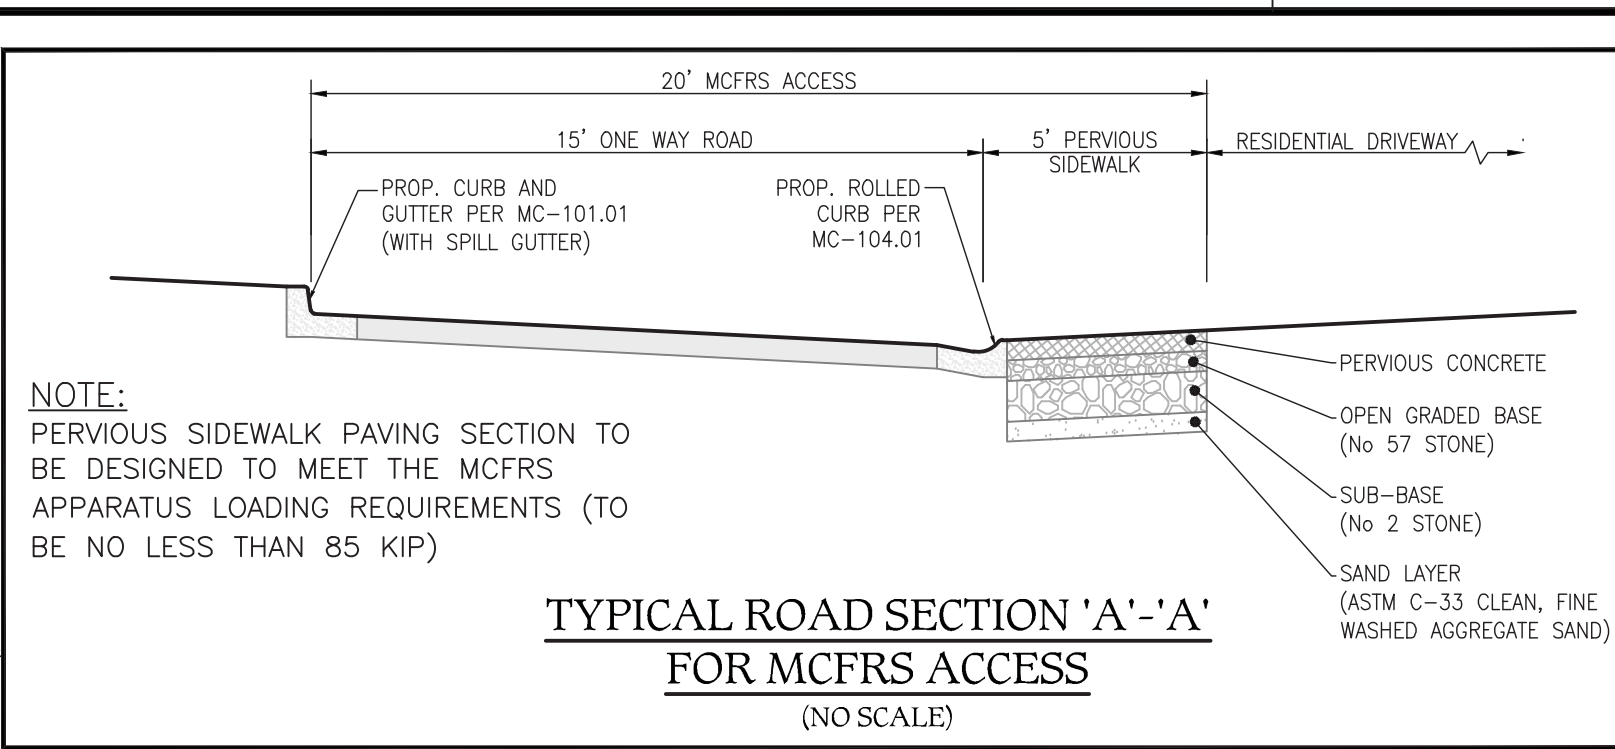 20' MCFRS ACCESS
15' ONE WAY ROAD
5' PERVIOUS
SIDEWALK
RESIDENTIAL DRIVEWAY
PROP. CURB AND
GUTTER PER MC-101.01
(WITH SPILL GUTTER)
PROP. ROLLED
CURB PER
MC-104.01
PERVIOUS CONCRETE
OPEN GRADED BASE
(No 57 STONE)
SUB-BASE
(No 2 STONE)
SAND LAYER
(ASTM C-33 CLEAN, FINE
WASHED AGGREGATE SAND)
NOTE:
PERVIOUS SIDEWALK PAVING SECTION TO
BE DESIGNED TO MEET THE MCFRS
APPARATUS LOADING REQUIREMENTS (TO
BE NO LESS THAN 85 KIP)
TYPICAL ROAD SECTION 'A'-'A'
FOR MCFRS ACCESS
(NO SCALE)